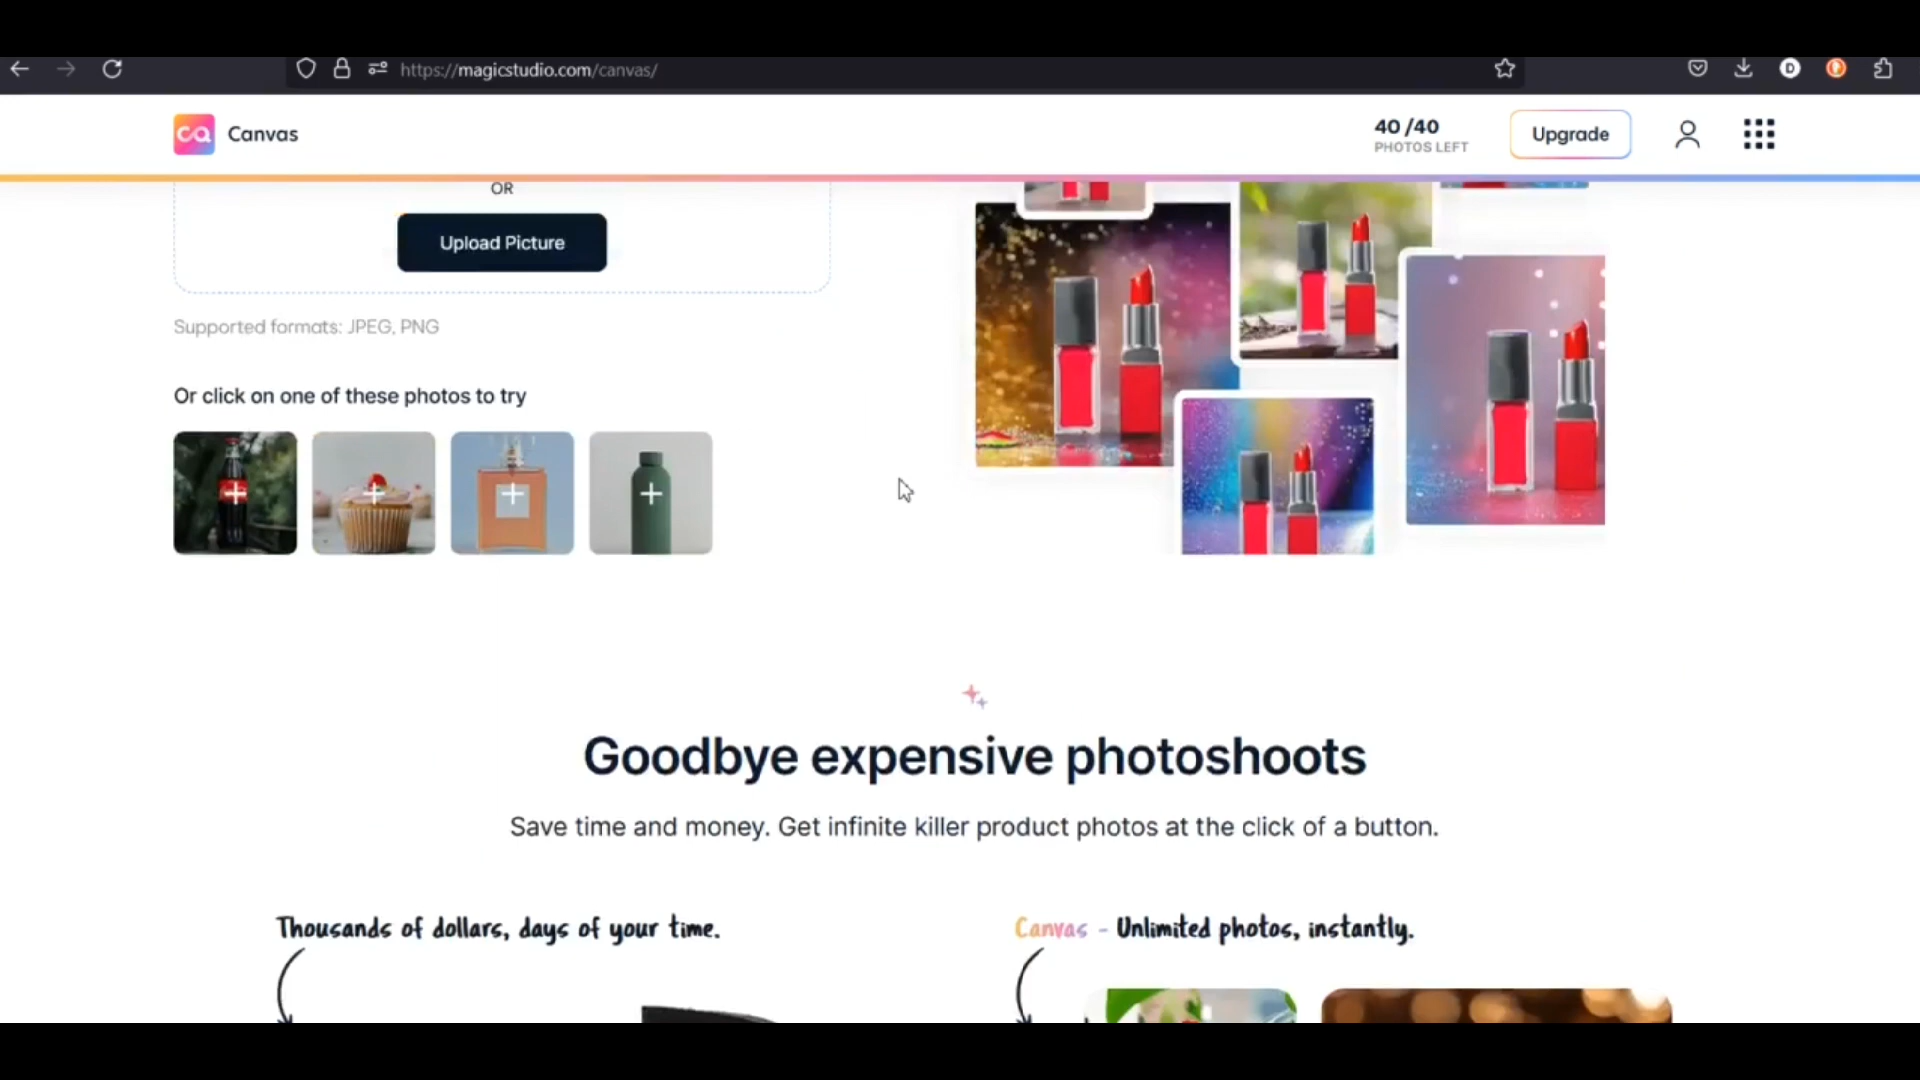 https://magicstudio.com/canvas/
ca Canvas
40 /40
PHOTOS LEFT
Upgrade
OR
Upload Picture
Supported formats: JPEG, PNG
Or click on one of these photos to try
Goodbye expensive photoshoots
Save time and money. Get infinite killer product photos at the click of a button.
Thousands of dollars, days of your time.
Canvas - Unlimited photos, instantly.